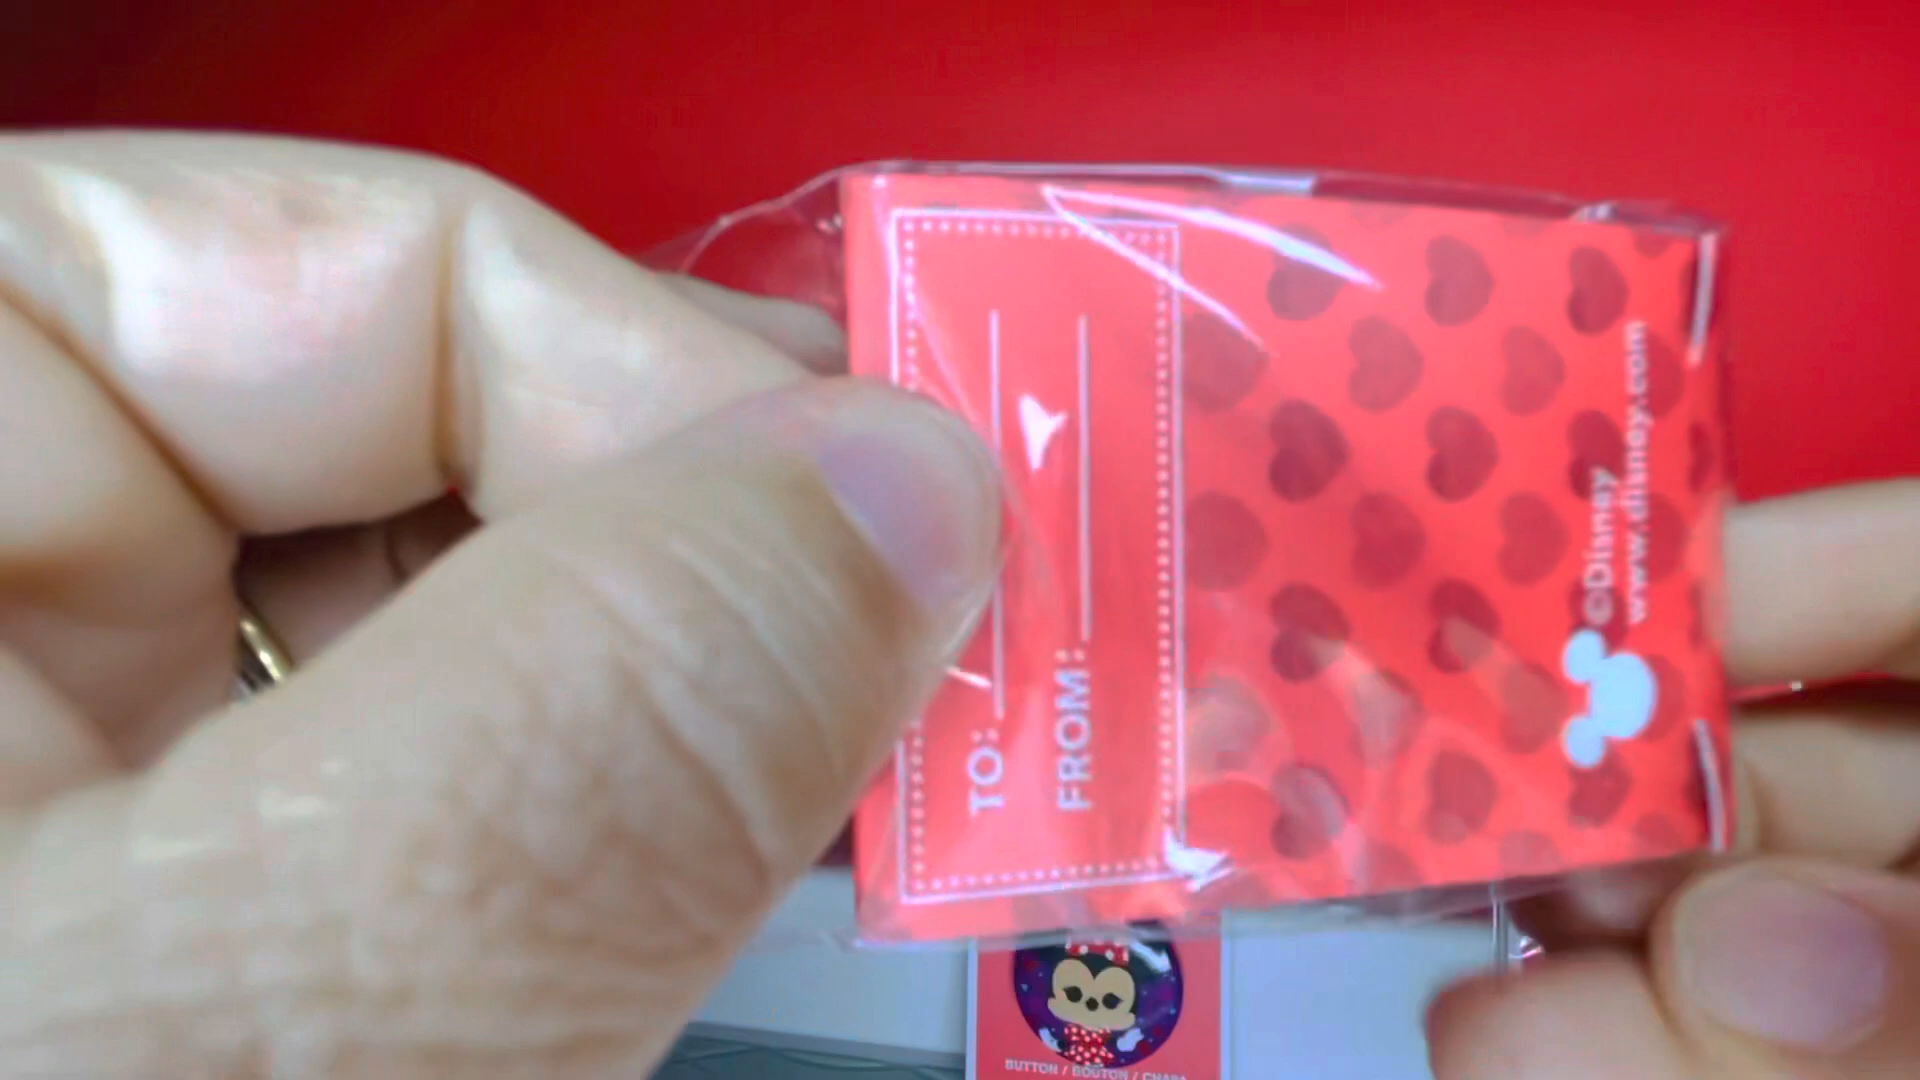 TO:
FROM:
©Disney
www.disney.com
BUTTON / BOUTON / CHAPA